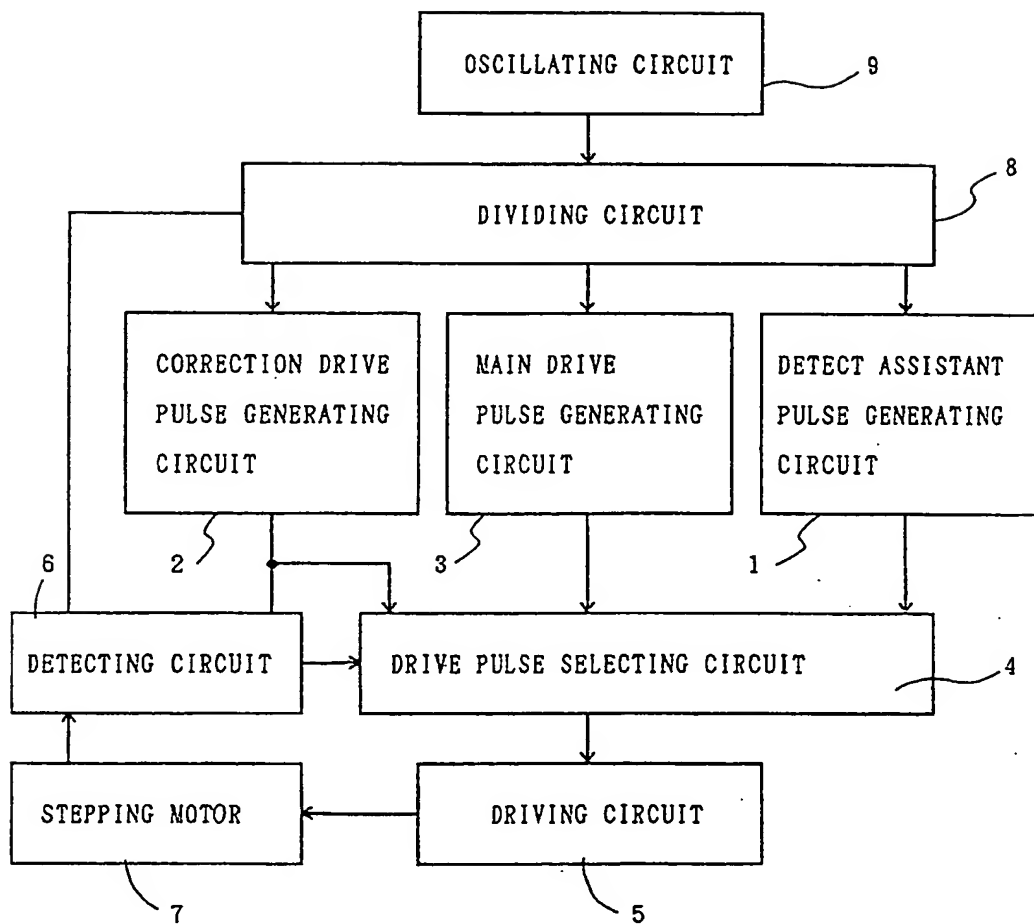 OSCILLATING CIRCUIT
9
8
DIVIDING CIRCUIT
CORRECTION DRIVE
PULSE GENERATING
CIRCUIT
MAIN DRIVE
PULSE GENERATING
CIRCUIT
DETECT ASSISTANT
PULSE GENERATING
CIRCUIT
2
3
1
6
DETECTING CIRCUIT
DRIVE PULSE SELECTING CIRCUIT
4
STEPPING MOTOR
DRIVING CIRCUIT
7
5